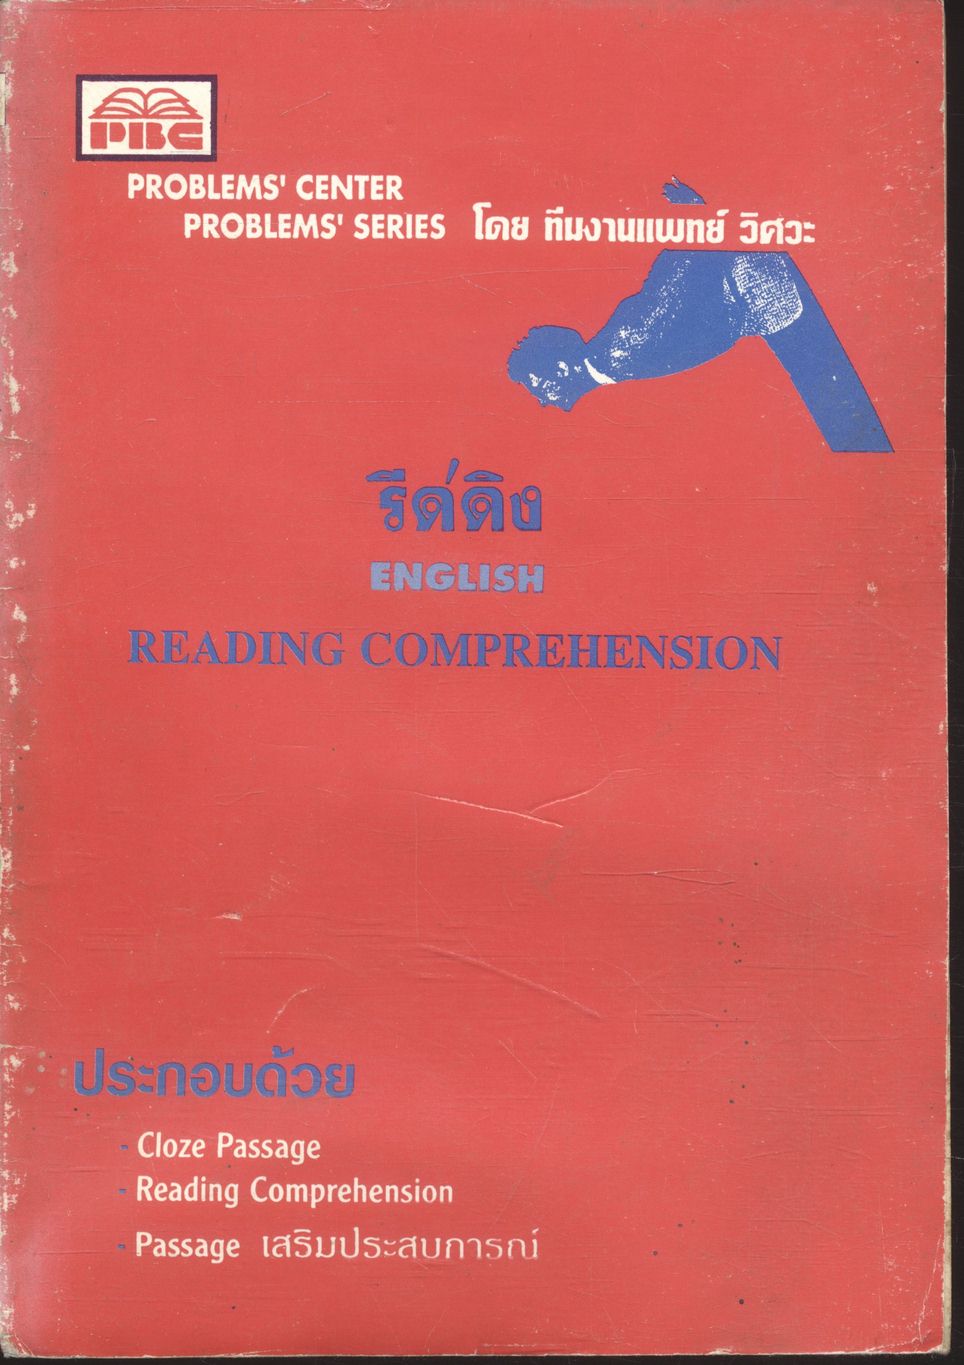 PBC
PROBLEMS' CENTER
PROBLEMS' SERIES โดย ทีมงานแพทย์ วิศวะ
รีด่ดิง
ENGLISH
READING COMPREHENSION
ประกอบด้วย
- Cloze Passage
- Reading Comprehension
- Passage เสริมประสบการณ์